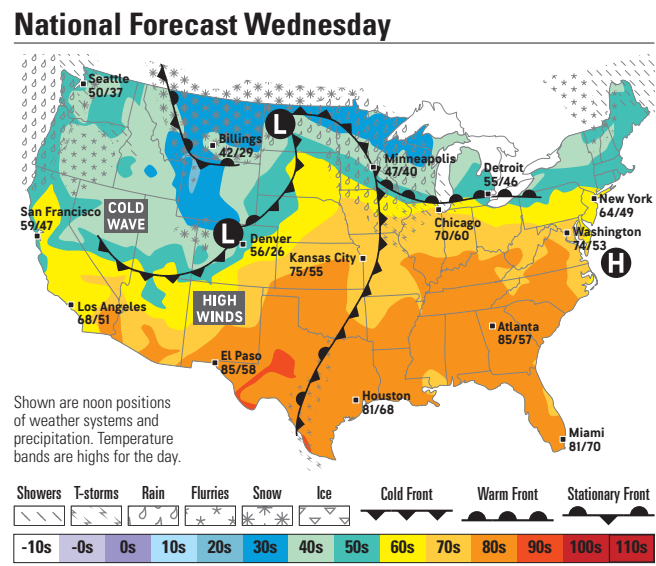 National Forecast Wednesday
Seattle
50/37
Billings
42/29
L
Minneapolis
47/40
Detroit
55/46
New York
64/49
San Francisco
59/47
COLD
WAVE
L
Denver
56/26
Kansas City
75/55
Chicago
70/60
Washington
74/53
H
HIGH
WINDS
Los Angeles
68/51
El Paso
85/58
Atlanta
85/57
Houston
81/68
Miami
81/70
Shown are noon positions
of weather systems and
precipitation. Temperature
bands are highs for the day.
Showers T-storms Rain Flurries Snow Ice Cold Front Warm Front Stationary Front
-10s -0s 0s 10s 20s 30s 40s 50s 60s 70s 80s 90s 100s 110s